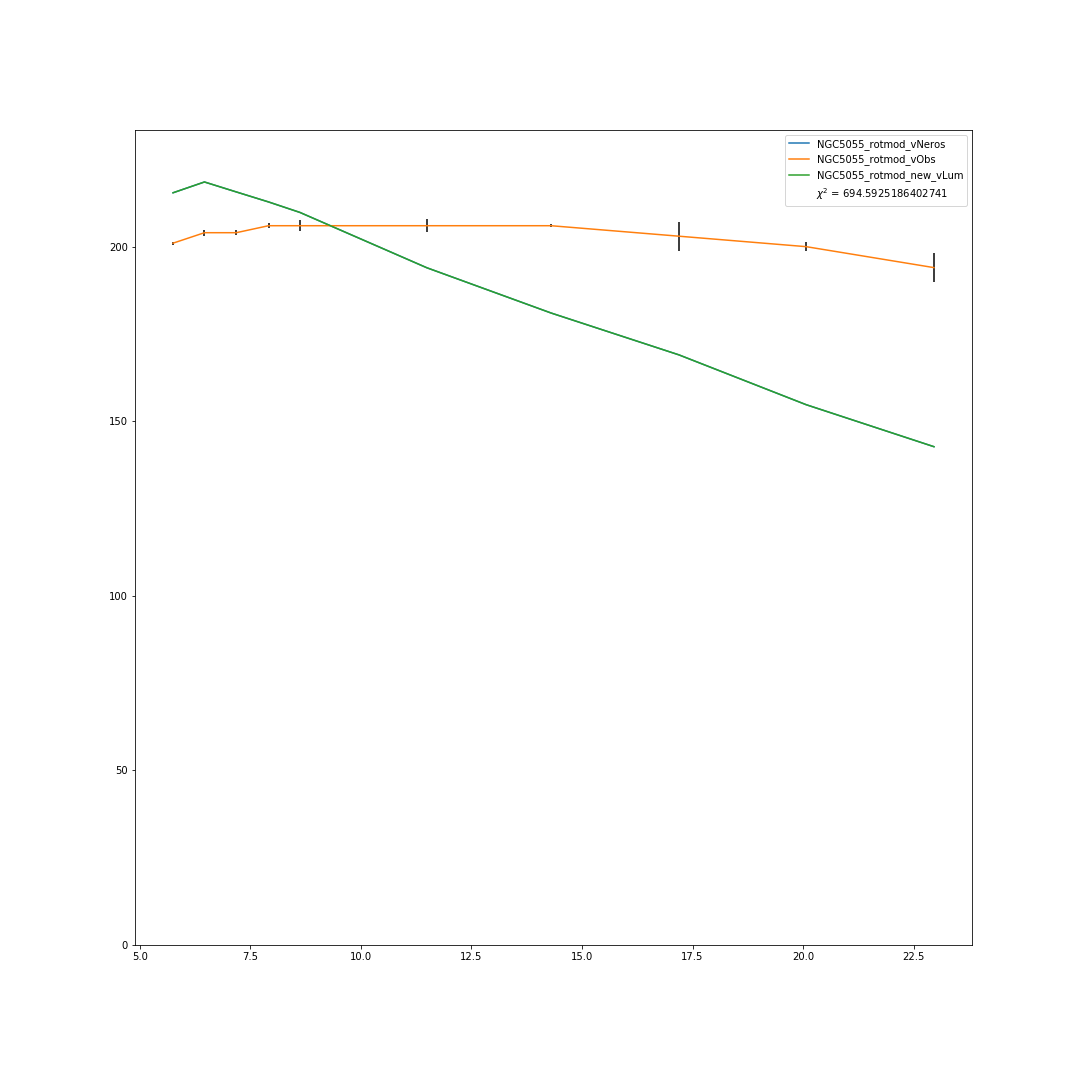 NGC5055_rotmod_vNeros
NGC5055_rotmod_vObs
NGC5055_rotmod_new_vLum
χ² = 694.5925186402741
200
150
100
50
0
5.0 7.5 10.0 12.5 15.0 17.5 20.0 22.5